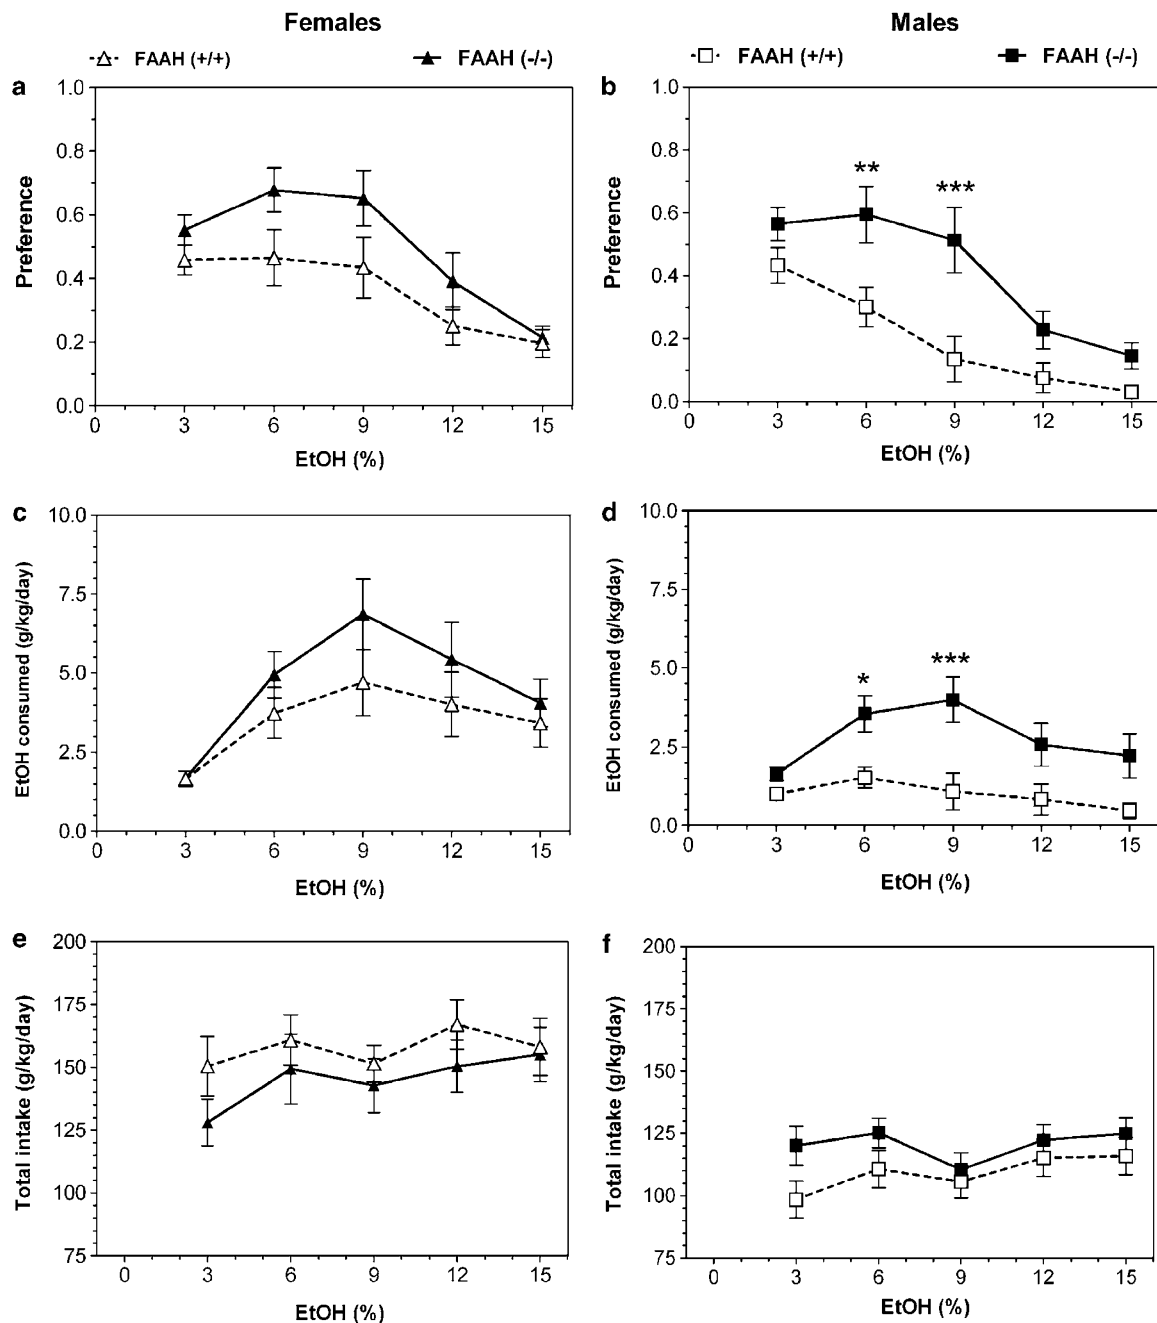 Females
Males
FAAH (+/+)
FAAH (-/-)
FAAH (+/+)
FAAH (-/-)
a
1.0
0.8
0.6
0.4
0.2
0.0
Preference
0 3 6 9 12 15
EtOH (%)
b
1.0
0.8
0.6
0.4
0.2
0.0
Preference
** ***
0 3 6 9 12 15
EtOH (%)
c
10.0
7.5
5.0
2.5
0.0
EtOH consumed (g/kg/day)
0 3 6 9 12 15
EtOH (%)
d
10.0
7.5
5.0
2.5
0.0
EtOH consumed (g/kg/day)
* ***
0 3 6 9 12 15
EtOH (%)
e
200
175
150
125
100
75
Total intake (g/kg/day)
0 3 6 9 12 15
EtOH (%)
f
200
175
150
125
100
75
Total intake (g/kg/day)
0 3 6 9 12 15
EtOH (%)